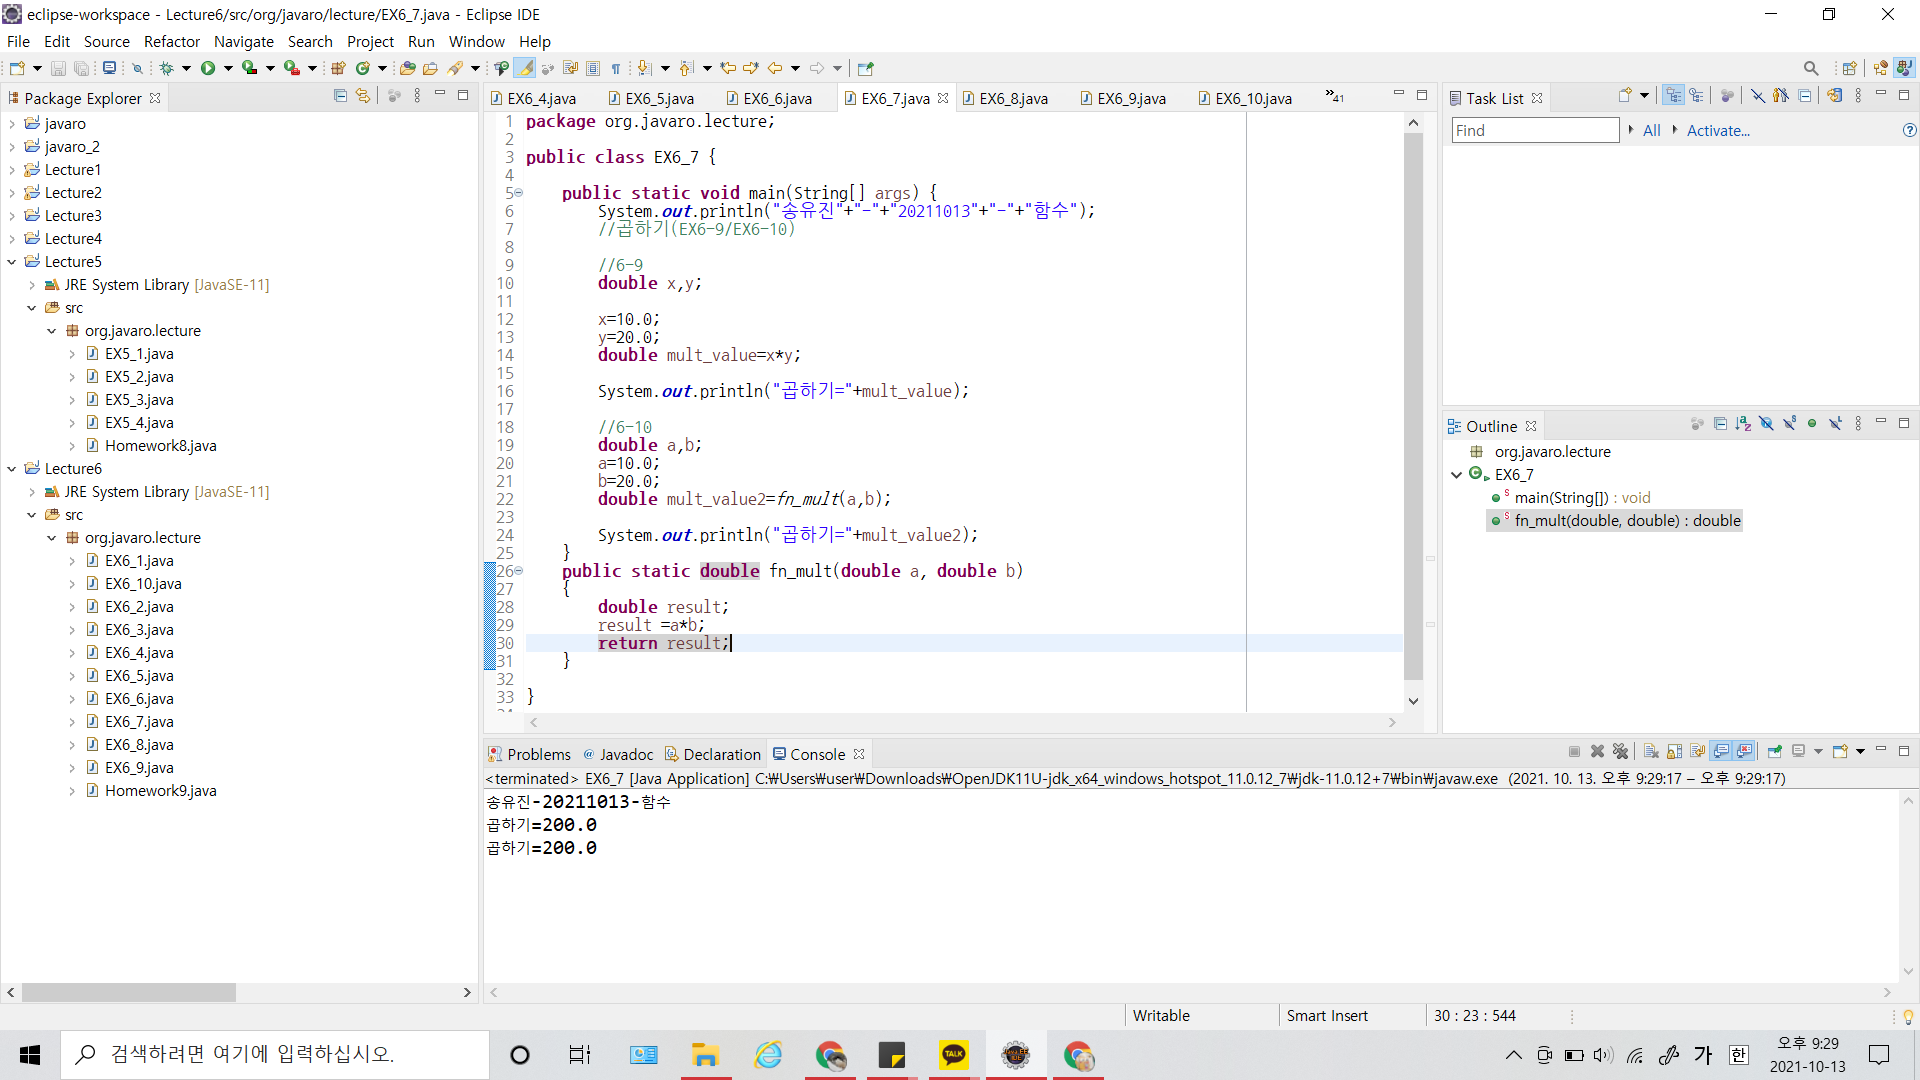 eclipse-workspace - Lecture6/src/org/javaro/lecture/EX6_7.java - Eclipse IDE
File Edit Source Refactor Navigate Search Project Run Window Help
Package Explorer
javaro
javaro_2
Lecture1
Lecture2
Lecture3
Lecture4
Lecture5
JRE System Library [JavaSE-11]
src
org.javaro.lecture
EX5_1.java
EX5_2.java
EX5_3.java
EX5_4.java
Homework8.java
Lecture6
JRE System Library [JavaSE-11]
src
org.javaro.lecture
EX6_1.java
EX6_10.java
EX6_2.java
EX6_3.java
EX6_4.java
EX6_5.java
EX6_6.java
EX6_7.java
EX6_8.java
EX6_9.java
Homework9.java
EX6_4.java EX6_5.java EX6_6.java EX6_7.java EX6_8.java EX6_9.java EX6_10.java »41
1 package org.javaro.lecture;
2
3 public class EX6_7 {
4
5 public static void main(String[] args) {
6 System.out.println("송유진"+"-"+"20211013"+"-"+"함수");
7 //곱하기(EX6-9/EX6-10)
8
9 //6-9
10 double x,y;
11
12 x=10.0;
13 y=20.0;
14 double mult_value=x*y;
15
16 System.out.println("곱하기="+mult_value);
17
18 //6-10
19 double a,b;
20 a=10.0;
21 b=20.0;
22 double mult_value2=fn_mult(a,b);
23
24 System.out.println("곱하기="+mult_value2);
25 }
26 public static double fn_mult(double a, double b)
27 {
28 double result;
29 result =a*b;
30 return result;
31 }
32
33 }
Task List
Find All Activate...
Outline
org.javaro.lecture
EX6_7
main(String[]) : void
fn_mult(double, double) : double
Problems @ Javadoc Declaration Console
<terminated> EX6_7 [Java Application] C:₩Users₩user₩Downloads₩OpenJDK11U-jdk_x64_windows_hotspot_11.0.12_7₩jdk-11.0.12+7₩bin₩javaw.exe (2021. 10. 13. 오후 9:29:17 – 오후 9:29:17)
송유진-20211013-함수
곱하기=200.0
곱하기=200.0
Writable Smart Insert 30 : 23 : 544
검색하려면 여기에 입력하십시오.
TALK
가 한
오후 9:29
2021-10-13